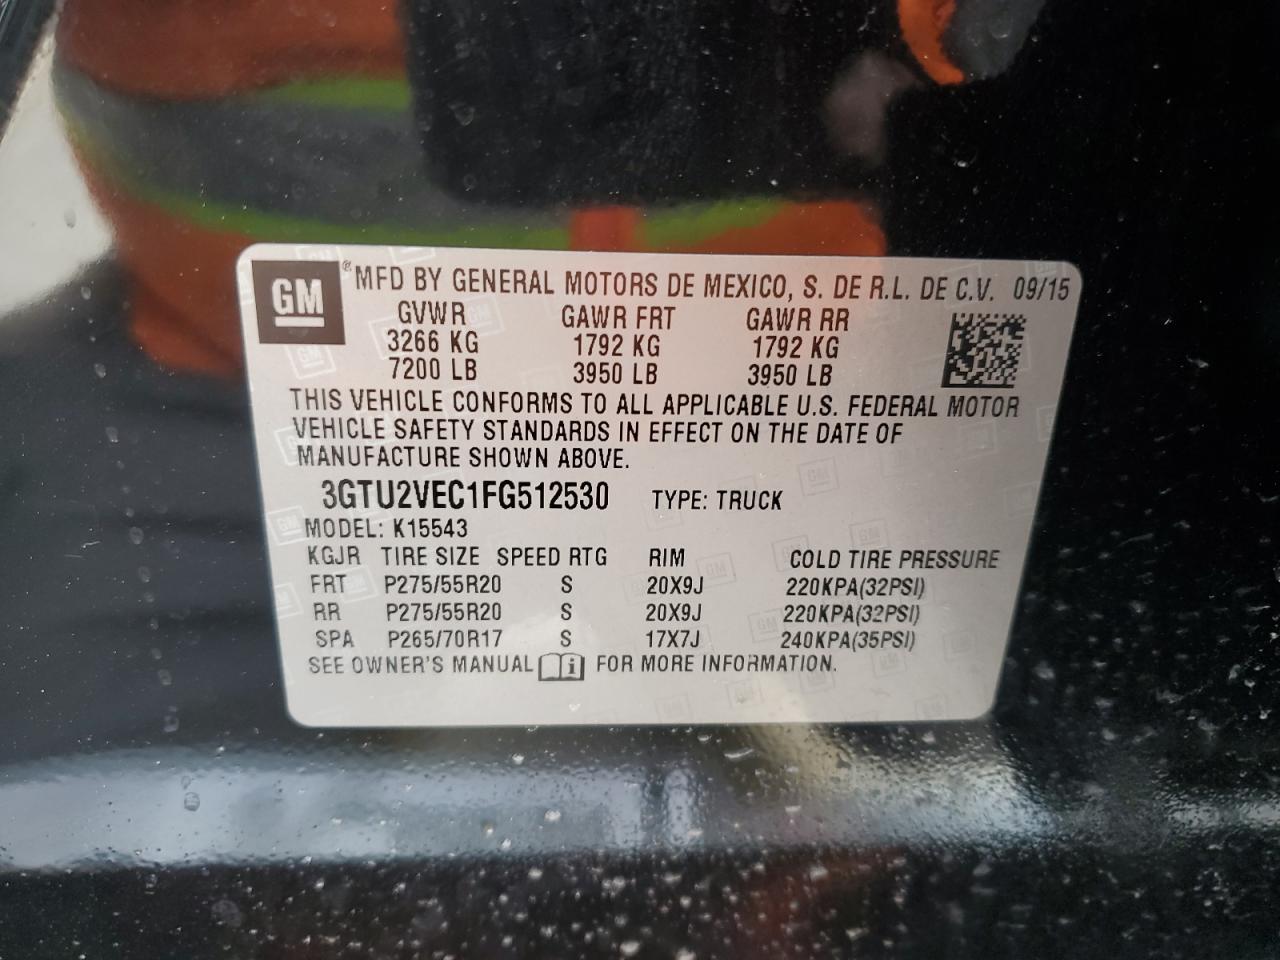 GM ® MFD BY GENERAL MOTORS DE MEXICO, S. DE R.L. DE C.V. 09/15
GVWR GAWR FRT GAWR RR
3266 KG 1792 KG 1792 KG
7200 LB 3950 LB 3950 LB
THIS VEHICLE CONFORMS TO ALL APPLICABLE U.S. FEDERAL MOTOR
VEHICLE SAFETY STANDARDS IN EFFECT ON THE DATE OF
MANUFACTURE SHOWN ABOVE.
3GTU2VEC1FG512530 TYPE: TRUCK
MODEL: K15543
KGJR TIRE SIZE SPEED RTG RIM COLD TIRE PRESSURE
FRT P275/55R20 S 20X9J 220KPA(32PSI)
RR P275/55R20 S 20X9J 220KPA(32PSI)
SPA P265/70R17 S 17X7J 240KPA(35PSI)
SEE OWNER'S MANUAL i FOR MORE INFORMATION.